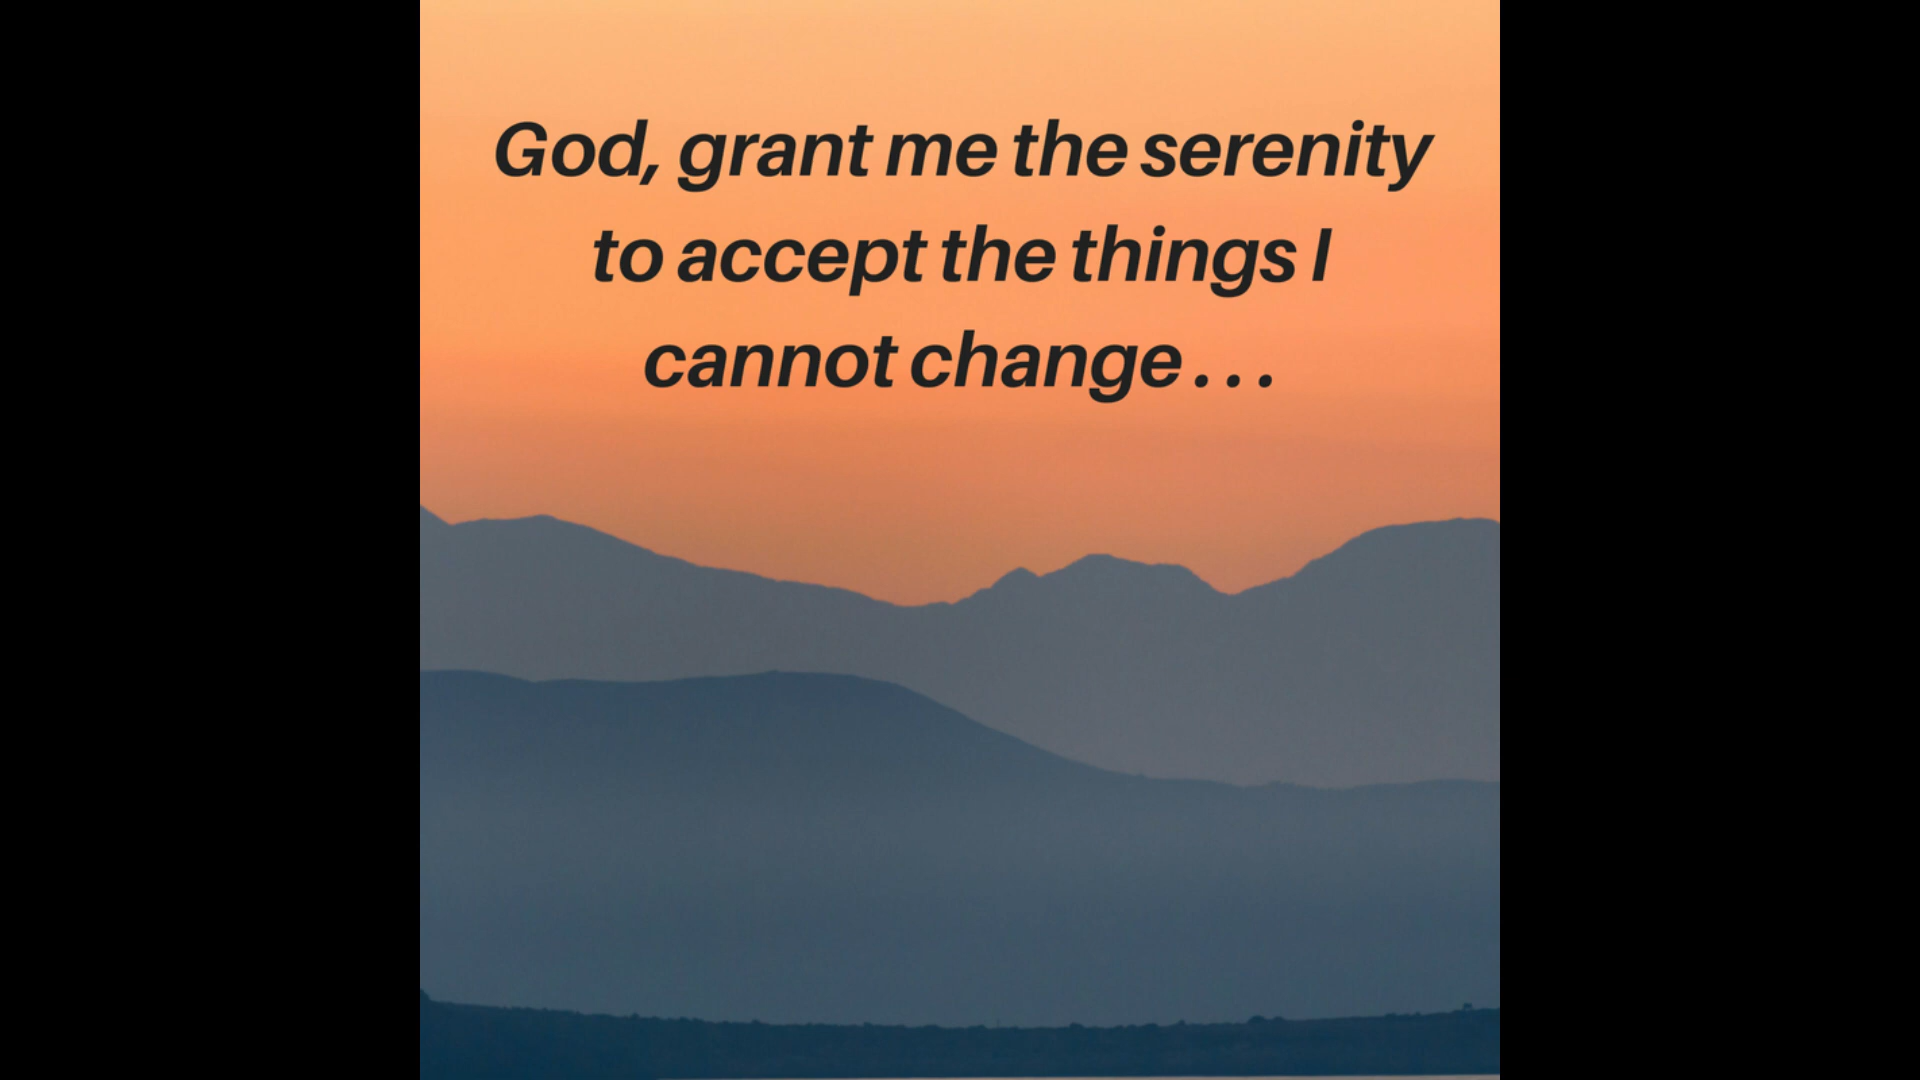 God, grant me the serenity
to accept the things I
cannot change...